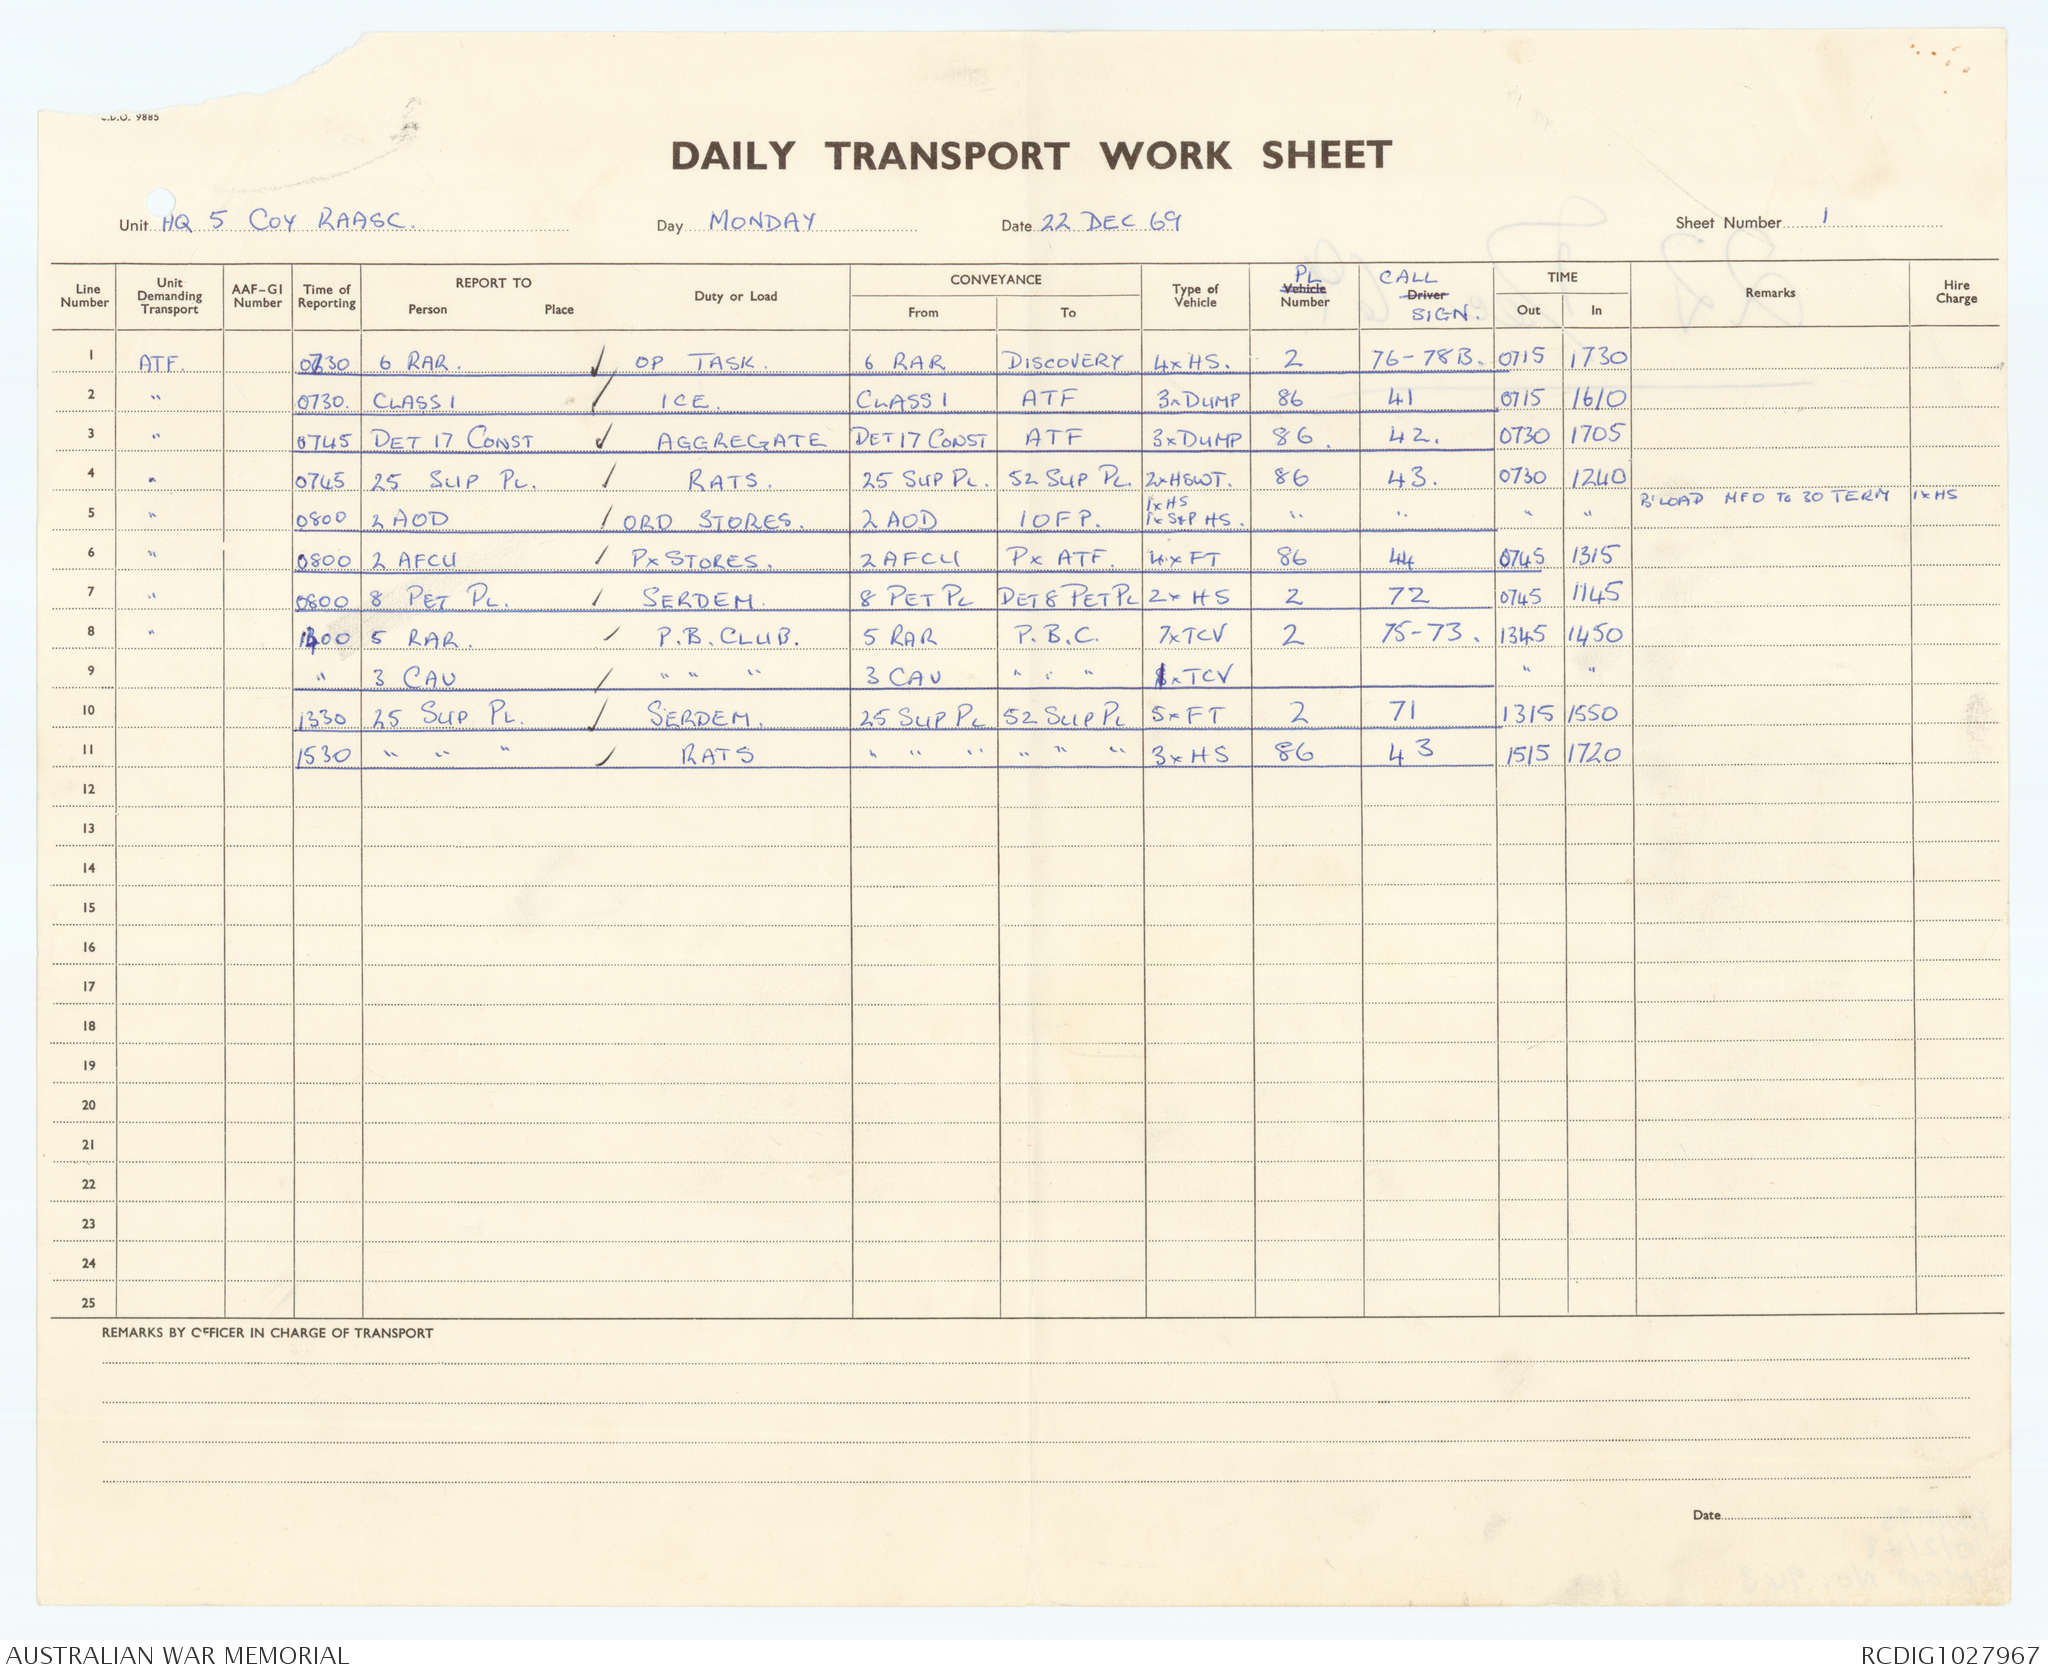 C.D.O. 9885
DAILY TRANSPORT WORK SHEET
Unit HQ 5 COY RAASC. Day MONDAY Date 22 DEC 69 Sheet Number 1
Line Number Unit Demanding Transport AAF-G1 Number Time of Reporting REPORT TO Person Place Duty or Load CONVEYANCE From To Type of Vehicle PL Vehicle Number CALL Driver SIGN. TIME Out In Remarks Hire Charge
1 ATF. 0730 6 RAR. ✓ OP TASK. 6 RAR DISCOVERY 4xHS. 2 76-78B. 0715 1730
2 " 0730. CLASS 1 / ICE. CLASS 1 ATF 3xDUMP 86 41 0715 1610
3 " 0745 DET 17 CONST ✓ AGGREGATE DET 17 CONST ATF 3xDUMP 86. 42. 0730 1705
4 " 0745 25 SUP PL. / RATS. 25 SUP PL. 52 SUP PL. 2xHSWT. 86 43. 0730 1240
5 " 0800 2 AOD / ORD STORES. 2 AOD 1OFP. 1xHS 1xS&P HS. " " " " B'LOAD MFD TO 30 TERM 1xHS
6 " 0800 2 AFCU / PX STORES. 2 AFCU PX ATF. 4xFT 86 44 0745 1315
7 " 0800 8 PET PL. / SERDEM. 8 PET PL DET 8 PET PL 2xHS 2 72 0745 1145
8 " 1400 5 RAR. ✓ P.B. CLUB. 5 RAR P.B.C. 7xTCV 2 75-73. 1345 1450
9 " 3 CAV / " " " 3 CAV " " " 1xTCV " "
10 1330 25 SUP PL. ✓ SERDEM. 25 SUP PL 52 SUP PL 5xFT 2 71 1315 1550
11 1530 " " " ✓ RATS " " " " " " 3xHS 86 43 1515 1720
12
13
14
15
16
17
18
19
20
21
22
23
24
25
REMARKS BY OFFICER IN CHARGE OF TRANSPORT
Date
AUSTRALIAN WAR MEMORIAL RCDIG1027967